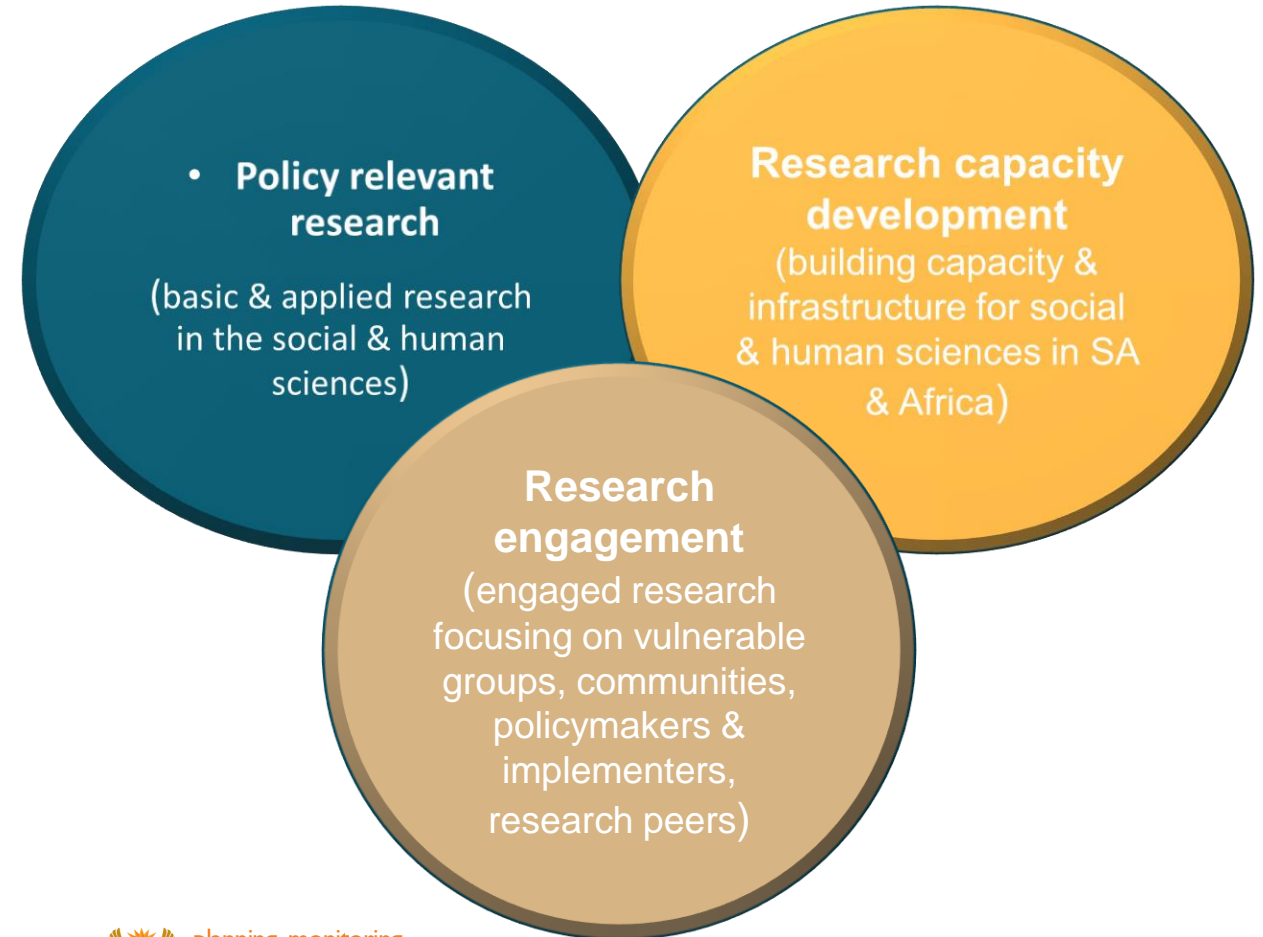 • Policy relevant
research
(basic & applied research
in the social & human
sciences)
Research capacity
development
(building capacity &
infrastructure for social
& human sciences in SA
& Africa)
Research
engagement
(engaged research
focusing on vulnerable
groups, communities,
policymakers &
implementers,
research peers)